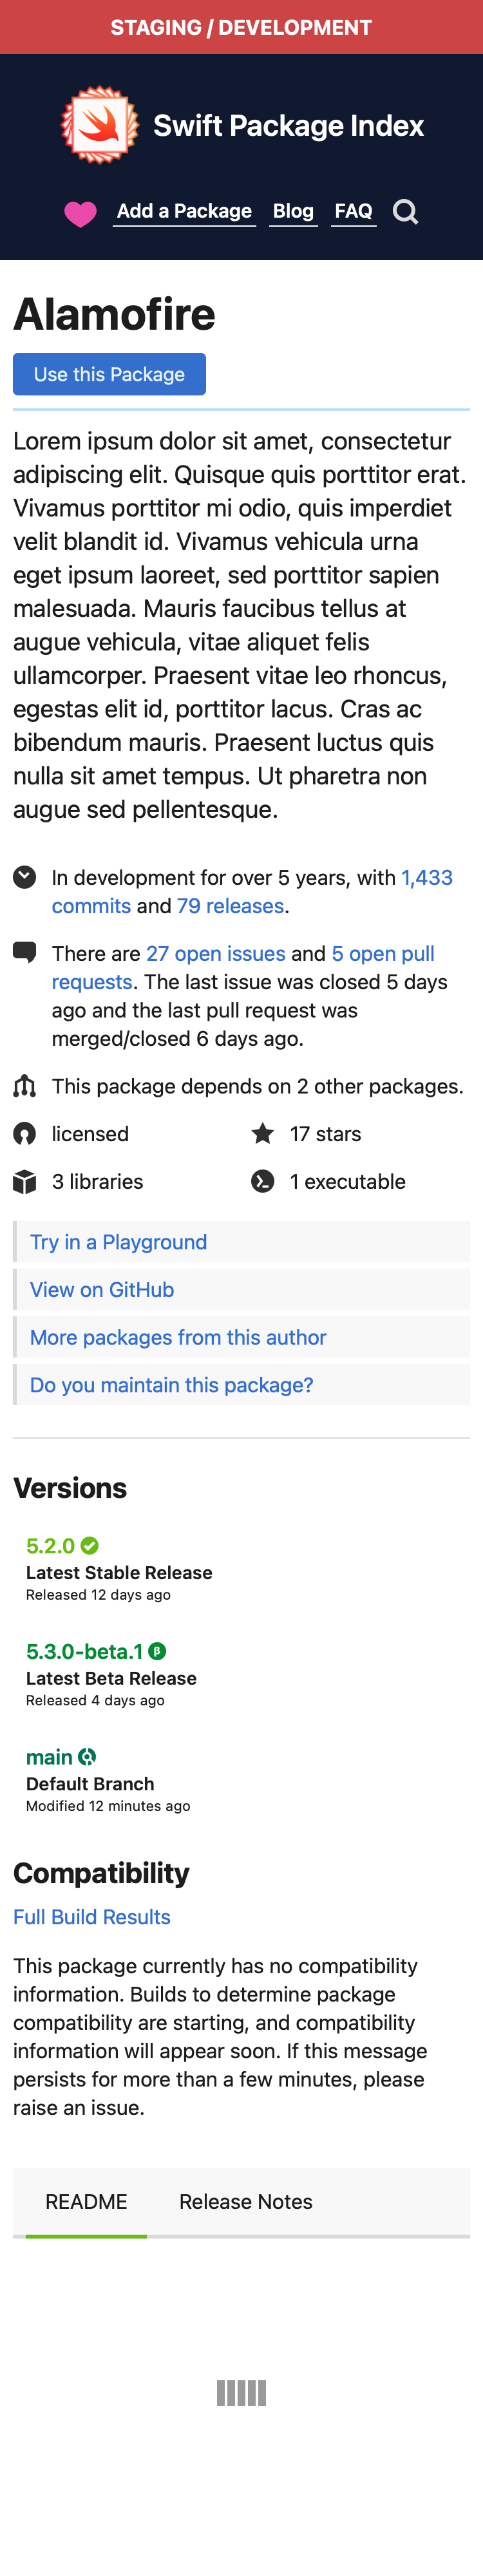 STAGING / DEVELOPMENT
Swift Package Index
Add a Package Blog FAQ
Alamofire
Use this Package
Lorem ipsum dolor sit amet, consectetur
adipiscing elit. Quisque quis porttitor erat.
Vivamus porttitor mi odio, quis imperdiet
velit blandit id. Vivamus vehicula urna
eget ipsum laoreet, sed porttitor sapien
malesuada. Mauris faucibus tellus at
augue vehicula, vitae aliquet felis
ullamcorper. Praesent vitae leo rhoncus,
egestas elit id, porttitor lacus. Cras ac
bibendum mauris. Praesent luctus quis
nulla sit amet tempus. Ut pharetra non
augue sed pellentesque.
In development for over 5 years, with 1,433
commits and 79 releases.
There are 27 open issues and 5 open pull
requests. The last issue was closed 5 days
ago and the last pull request was
merged/closed 6 days ago.
This package depends on 2 other packages.
licensed 17 stars
3 libraries 1 executable
Try in a Playground
View on GitHub
More packages from this author
Do you maintain this package?
Versions
5.2.0
Latest Stable Release
Released 12 days ago
5.3.0-beta.1 β
Latest Beta Release
Released 4 days ago
main
Default Branch
Modified 12 minutes ago
Compatibility
Full Build Results
This package currently has no compatibility
information. Builds to determine package
compatibility are starting, and compatibility
information will appear soon. If this message
persists for more than a few minutes, please
raise an issue.
README Release Notes